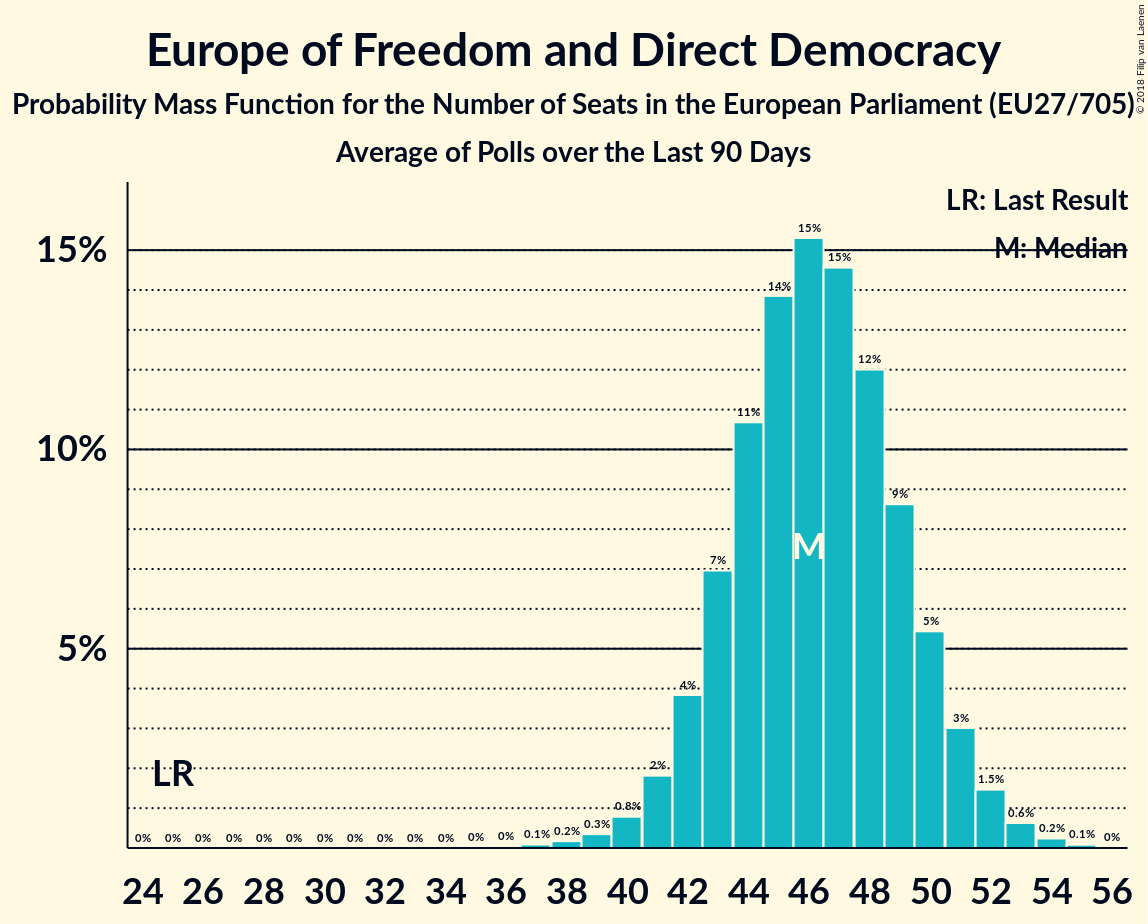 Europe of Freedom and Direct Democracy
Probability Mass Function for the Number of Seats in the European Parliament (EU27/705)
Average of Polls over the Last 90 Days
© 2018 Filip van Laenen
LR: Last Result
M: Median
15%
10%
5%
0% 0% 0% 0% 0% 0% 0% 0% 0% 0% 0% 0% 0% 0.1% 0.2% 0.3% 0.8% 2% 4% 7% 11% 14% 15% 15% 12% 9% 5% 3% 1.5% 0.6% 0.2% 0.1% 0%
M
LR
24 26 28 30 32 34 36 38 40 42 44 46 48 50 52 54 56